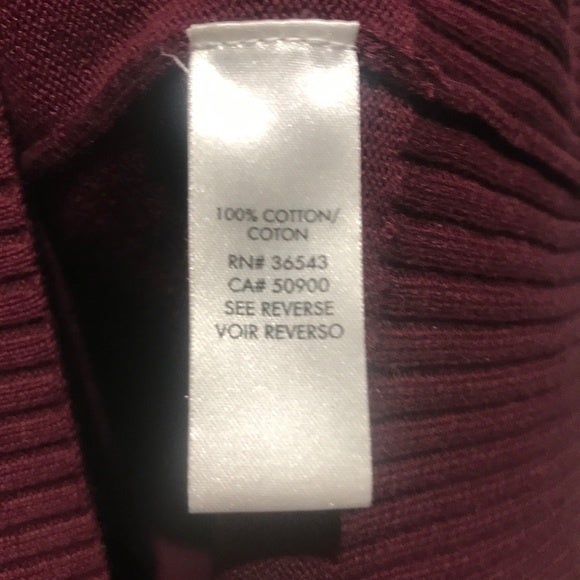 100% COTTON/
COTON
RN# 36543
CA# 50900
SEE REVERSE
VOIR REVERSO